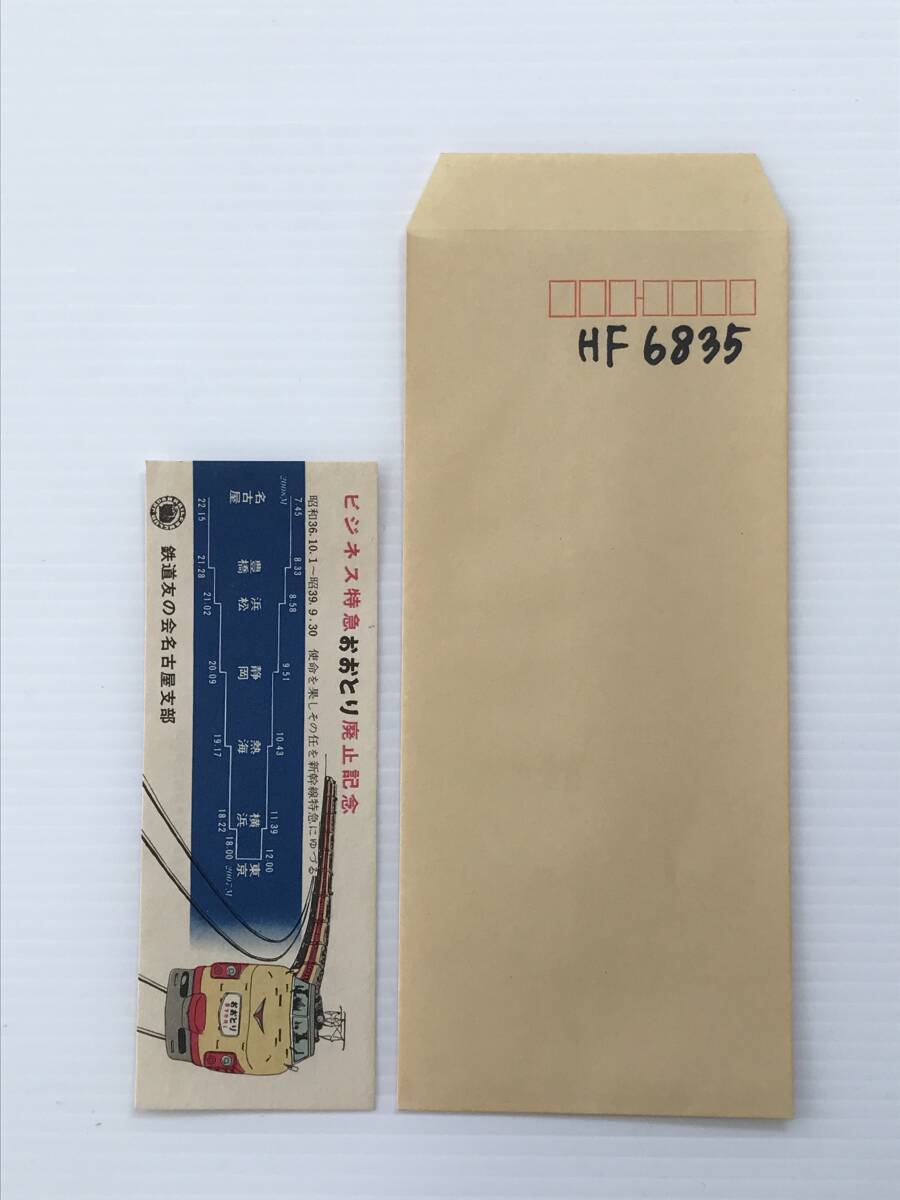 ビジネス特急おおとり廃止記念
昭和36.10.1～昭39.9.30 使命を果しその任を新幹線特急にゆづる
2008M
7.45 8.33 8.58 9.51 10.43 11.39 12.00
名古屋 豊橋 浜松 静岡 熱海 横浜 東京
22.15 21.28 21.02 20.09 19.17 18.22 18.00
2007M
鉄道友の会名古屋支部
おおとり
HF 6835